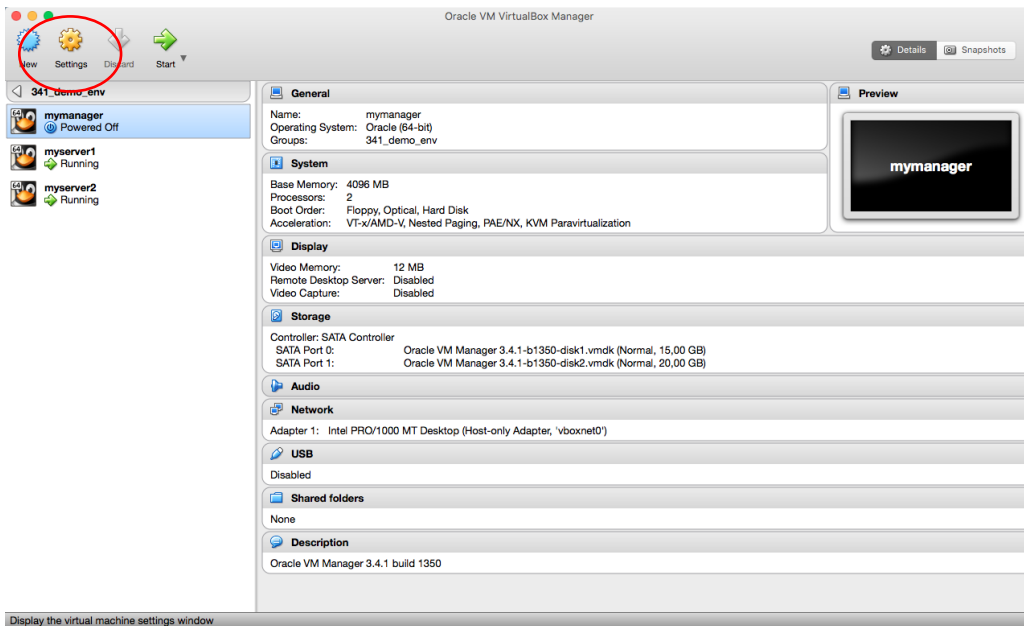 Oracle VM VirtualBox Manager
New Settings Discard Start
Details Snapshots
341_demo_env
64 mymanager
Powered Off
64 myserver1
Running
64 myserver2
Running
General
Name: mymanager
Operating System: Oracle (64-bit)
Groups: 341_demo_env
System
Base Memory: 4096 MB
Processors: 2
Boot Order: Floppy, Optical, Hard Disk
Acceleration: VT-x/AMD-V, Nested Paging, PAE/NX, KVM Paravirtualization
Preview
mymanager
Display
Video Memory: 12 MB
Remote Desktop Server: Disabled
Video Capture: Disabled
Storage
Controller: SATA Controller
SATA Port 0: Oracle VM Manager 3.4.1-b1350-disk1.vmdk (Normal, 15,00 GB)
SATA Port 1: Oracle VM Manager 3.4.1-b1350-disk2.vmdk (Normal, 20,00 GB)
Audio
Network
Adapter 1: Intel PRO/1000 MT Desktop (Host-only Adapter, 'vboxnet0')
USB
Disabled
Shared folders
None
Description
Oracle VM Manager 3.4.1 build 1350
Display the virtual machine settings window